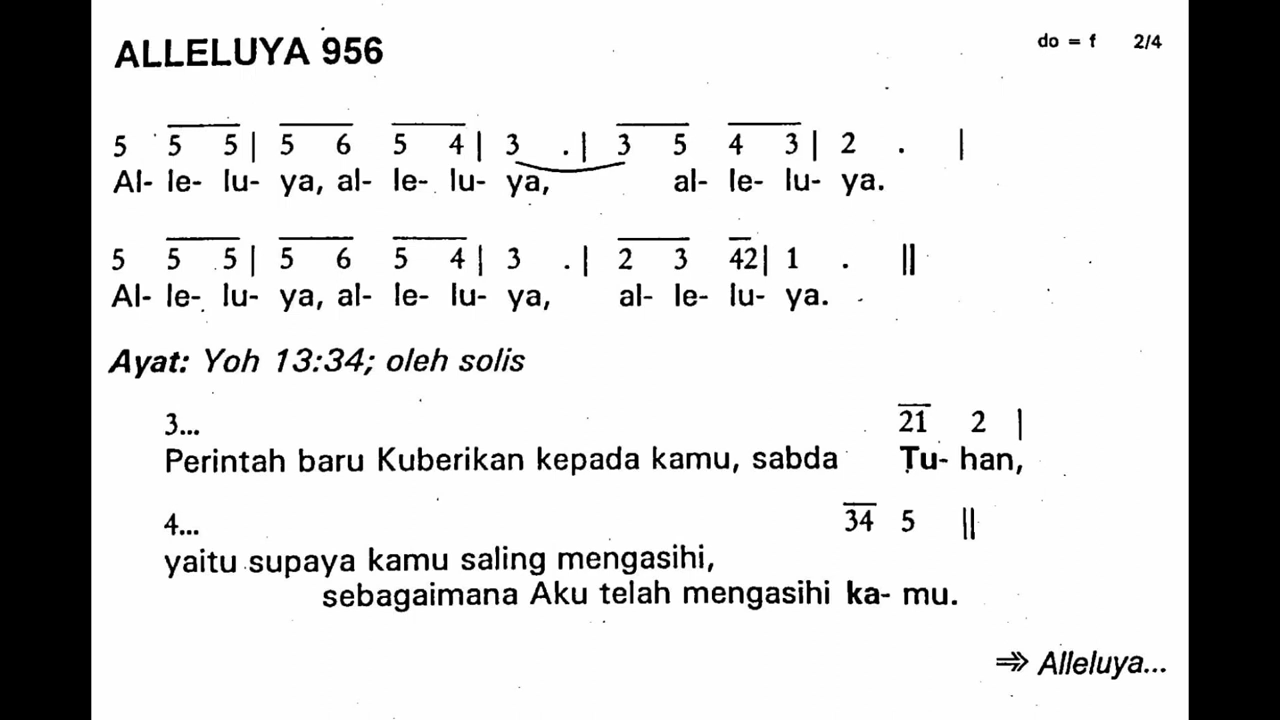 ALLELUYA 956
do = f 2/4
5 5 5 | 5 6 5 4 | 3 . | 3 5 4 3 | 2 . |
Al- le- lu- ya, al- le- lu- ya, al- le- lu- ya.
5 5 5 | 5 6 5 4 | 3 . | 2 3 42 | 1 . ||
Al- le- lu- ya, al- le- lu- ya, al- le- lu- ya.
Ayat: Yoh 13:34; oleh solis
3... 21 2 |
Perintah baru Kuberikan kepada kamu, sabda Tu- han,
4... 34 5 ||
yaitu supaya kamu saling mengasihi,
sebagaimana Aku telah mengasihi ka- mu.
⇒ Alleluya...